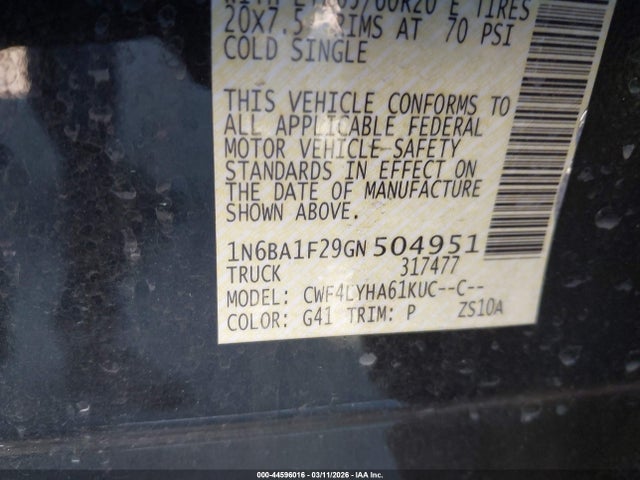 20X7.5 RIMS AT 70 PSI
COLD SINGLE
THIS VEHICLE CONFORMS TO
ALL APPLICABLE FEDERAL
MOTOR VEHICLE SAFETY
STANDARDS IN EFFECT ON
THE DATE OF MANUFACTURE
SHOWN ABOVE.
1N6BA1F29GN504951
TRUCK 317477
MODEL: CWF4LYHA61KUC--C--
COLOR: G41 TRIM: P ZS10A
000-44596016 - 03/11/2026 - IAA Inc.